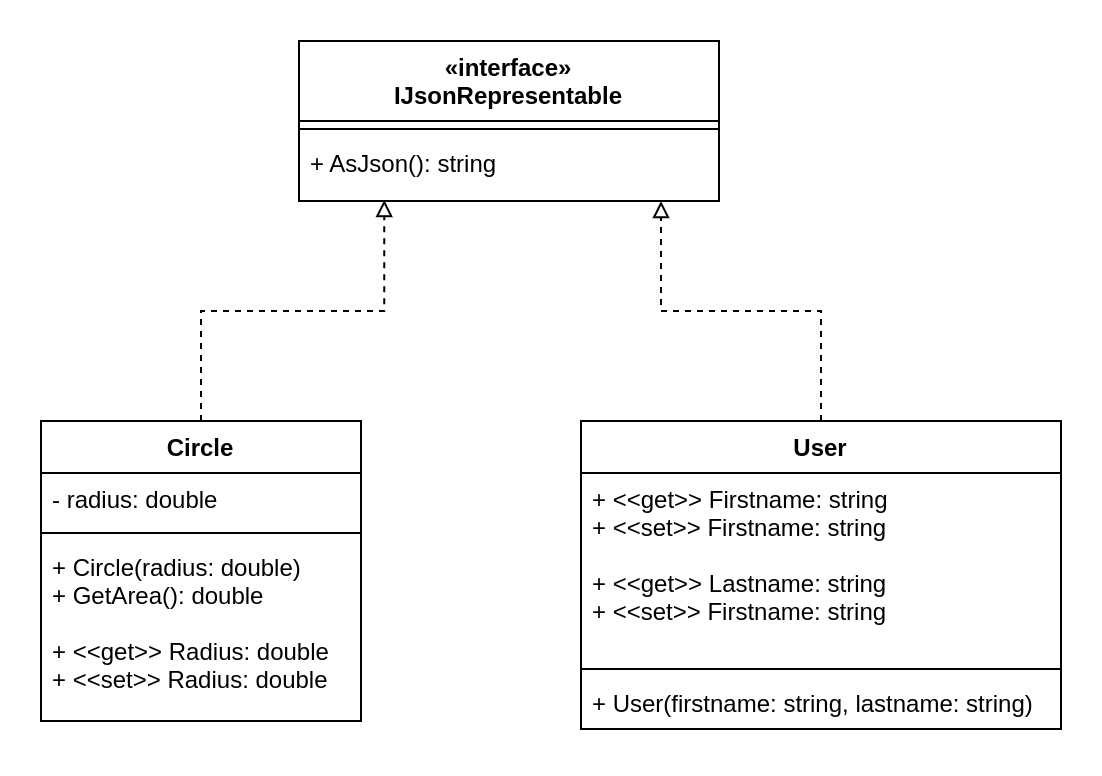 «interface»
IJsonRepresentable
+ AsJson(): string
Circle
- radius: double
+ Circle(radius: double)
+ GetArea(): double
+ <<get>> Radius: double
+ <<set>> Radius: double
User
+ <<get>> Firstname: string
+ <<set>> Firstname: string
+ <<get>> Lastname: string
+ <<set>> Firstname: string
+ User(firstname: string, lastname: string)